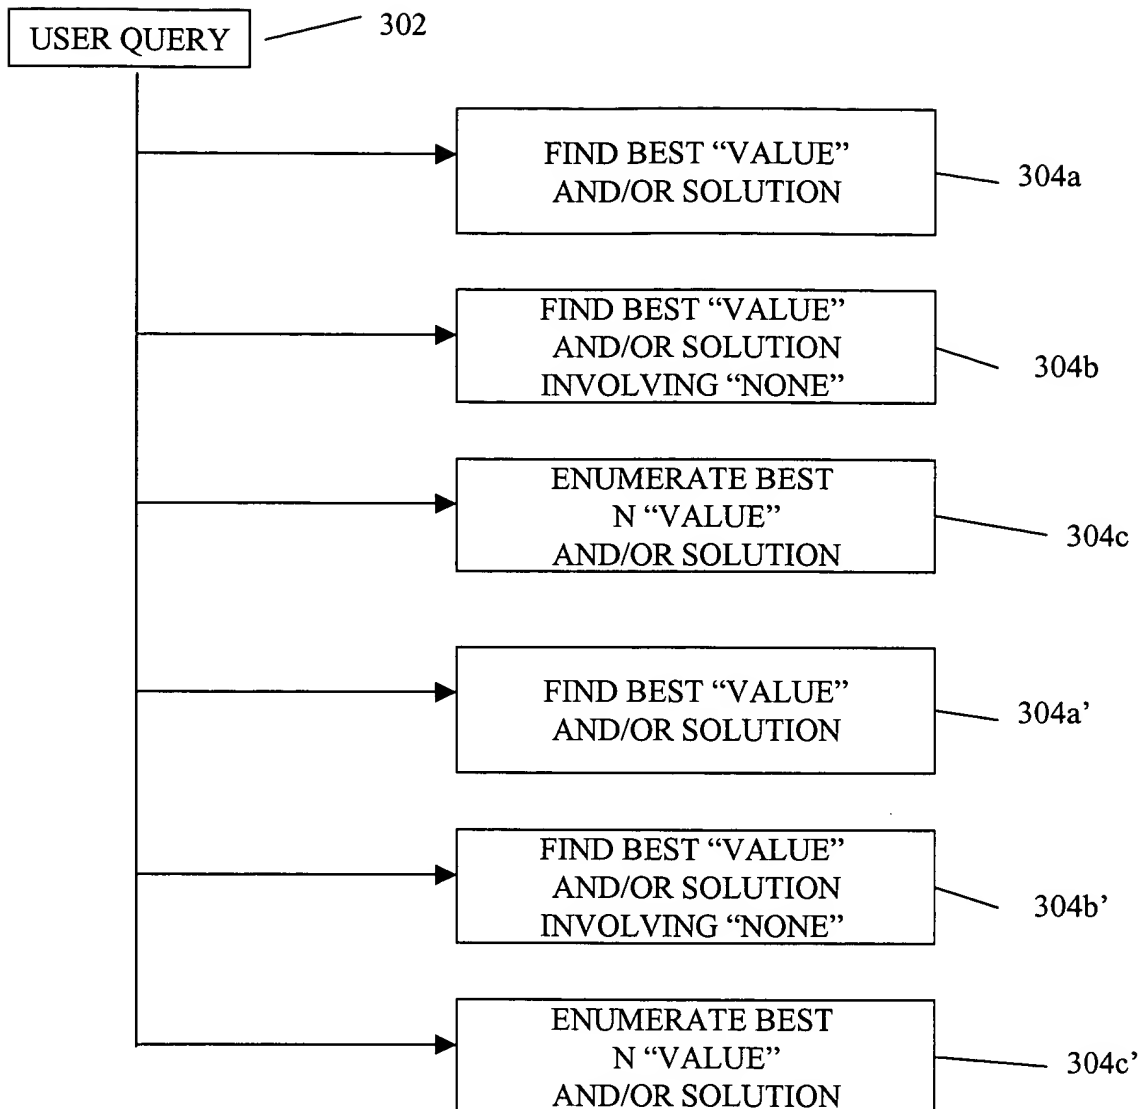 USER QUERY
302
FIND BEST “VALUE”
AND/OR SOLUTION
304a
FIND BEST “VALUE”
AND/OR SOLUTION
INVOLVING “NONE”
304b
ENUMERATE BEST
N “VALUE”
AND/OR SOLUTION
304c
FIND BEST “VALUE”
AND/OR SOLUTION
304a’
FIND BEST “VALUE”
AND/OR SOLUTION
INVOLVING “NONE”
304b’
ENUMERATE BEST
N “VALUE”
AND/OR SOLUTION
304c’